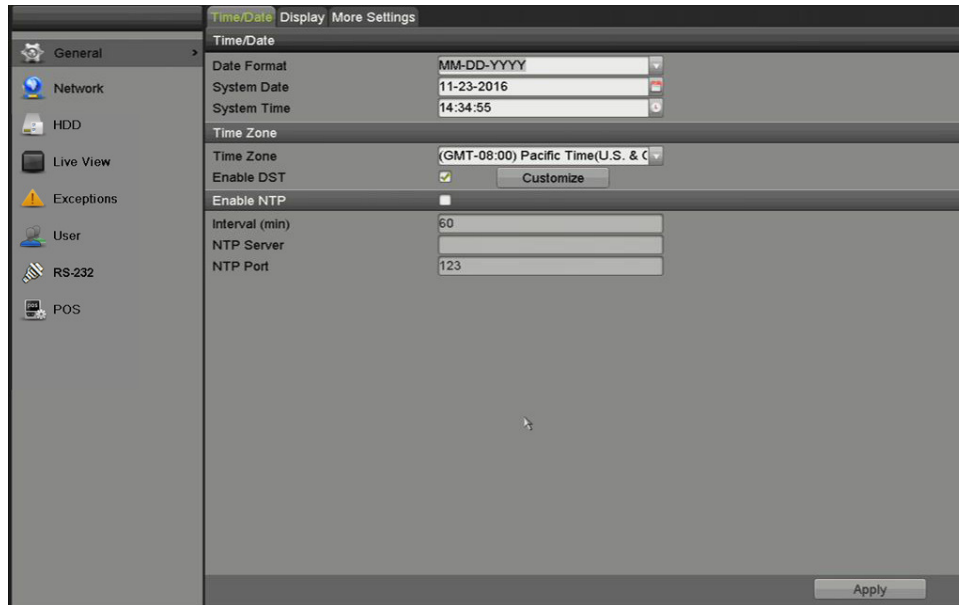 Time/Date Display More Settings
General >
Network
HDD
Live View
Exceptions
User
RS-232
POS
Time/Date
Date Format MM-DD-YYYY
System Date 11-23-2016
System Time 14:34:55
Time Zone
Time Zone (GMT-08:00) Pacific Time(U.S. & C
Enable DST Customize
Enable NTP
Interval (min) 60
NTP Server
NTP Port 123
Apply